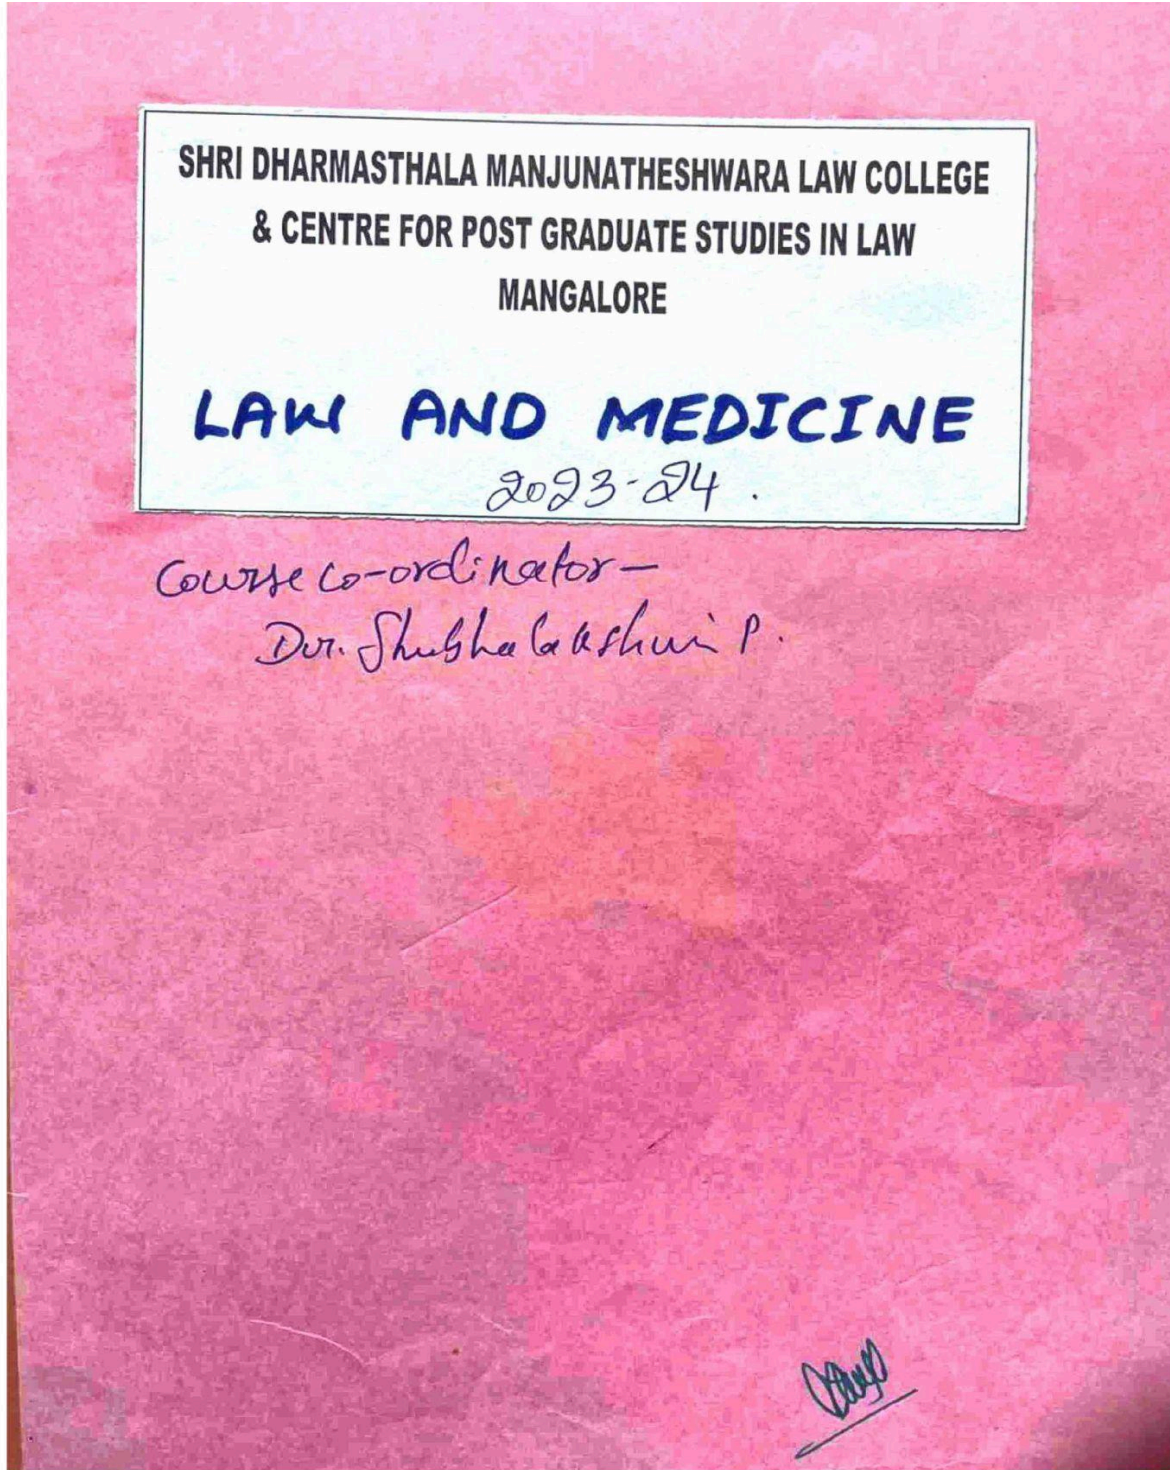 SHRI DHARMASTHALA MANJUNATHESHWARA LAW COLLEGE
& CENTRE FOR POST GRADUATE STUDIES IN LAW
MANGALORE
LAW AND MEDICINE
2023-24.
Course co-ordinator-
Dr. Shubhalakshmi P.